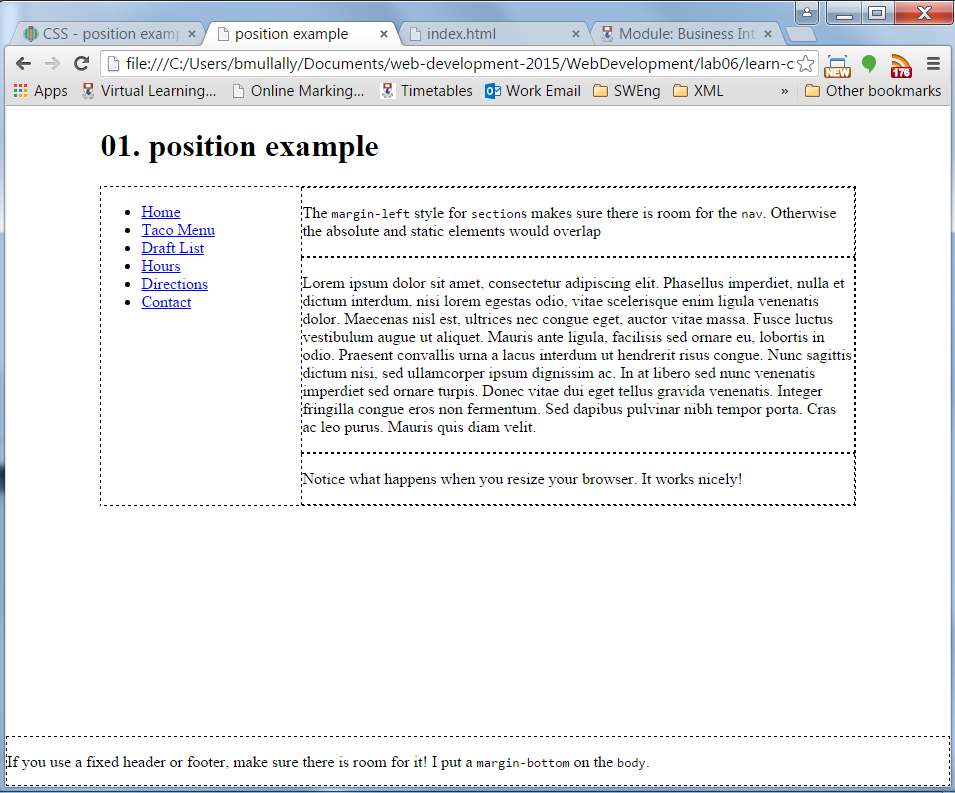 CSS - position examp
position example
index.html
Module: Business Int
file:///C:/Users/bmullally/Documents/web-development-2015/WebDevelopment/lab06/learn-c
NEW
176
Apps
Virtual Learning...
Online Marking...
Timetables
Work Email
SWEng
XML
»
Other bookmarks
01. position example
Home
Taco Menu
Draft List
Hours
Directions
Contact
The margin-left style for sections makes sure there is room for the nav. Otherwise
the absolute and static elements would overlap
Lorem ipsum dolor sit amet, consectetur adipiscing elit. Phasellus imperdiet, nulla et
dictum interdum, nisi lorem egestas odio, vitae scelerisque enim ligula venenatis
dolor. Maecenas nisl est, ultrices nec congue eget, auctor vitae massa. Fusce luctus
vestibulum augue ut aliquet. Mauris ante ligula, facilisis sed ornare eu, lobortis in
odio. Praesent convallis urna a lacus interdum ut hendrerit risus congue. Nunc sagittis
dictum nisi, sed ullamcorper ipsum dignissim ac. In at libero sed nunc venenatis
imperdiet sed ornare turpis. Donec vitae dui eget tellus gravida venenatis. Integer
fringilla congue eros non fermentum. Sed dapibus pulvinar nibh tempor porta. Cras
ac leo purus. Mauris quis diam velit.
Notice what happens when you resize your browser. It works nicely!
If you use a fixed header or footer, make sure there is room for it! I put a margin-bottom on the body.